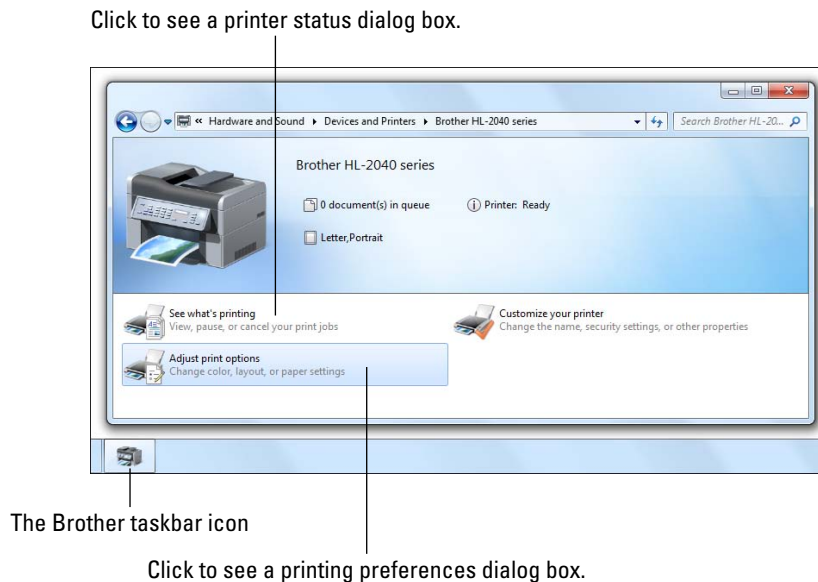 Click to see a printer status dialog box.
« Hardware and Sound ▸ Devices and Printers ▸ Brother HL-2040 series
Search Brother HL-20...
Brother HL-2040 series
0 document(s) in queue
Printer: Ready
Letter,Portrait
See what's printing
View, pause, or cancel your print jobs
Customize your printer
Change the name, security settings, or other properties
Adjust print options
Change color, layout, or paper settings
The Brother taskbar icon
Click to see a printing preferences dialog box.